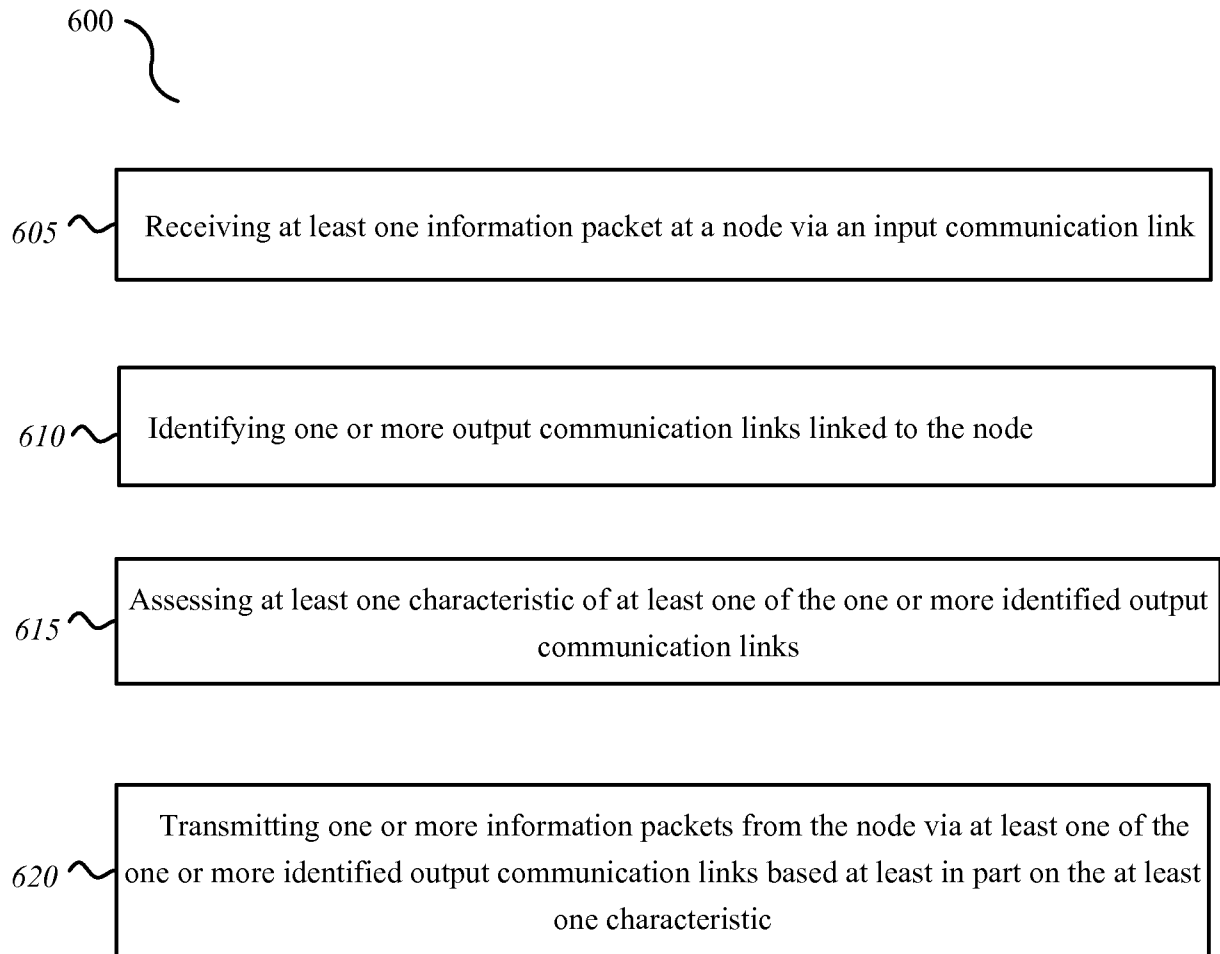 600
605
Receiving at least one information packet at a node via an input communication link
610
Identifying one or more output communication links linked to the node
615
Assessing at least one characteristic of at least one of the one or more identified output
communication links
620
Transmitting one or more information packets from the node via at least one of the
one or more identified output communication links based at least in part on the at least
one characteristic